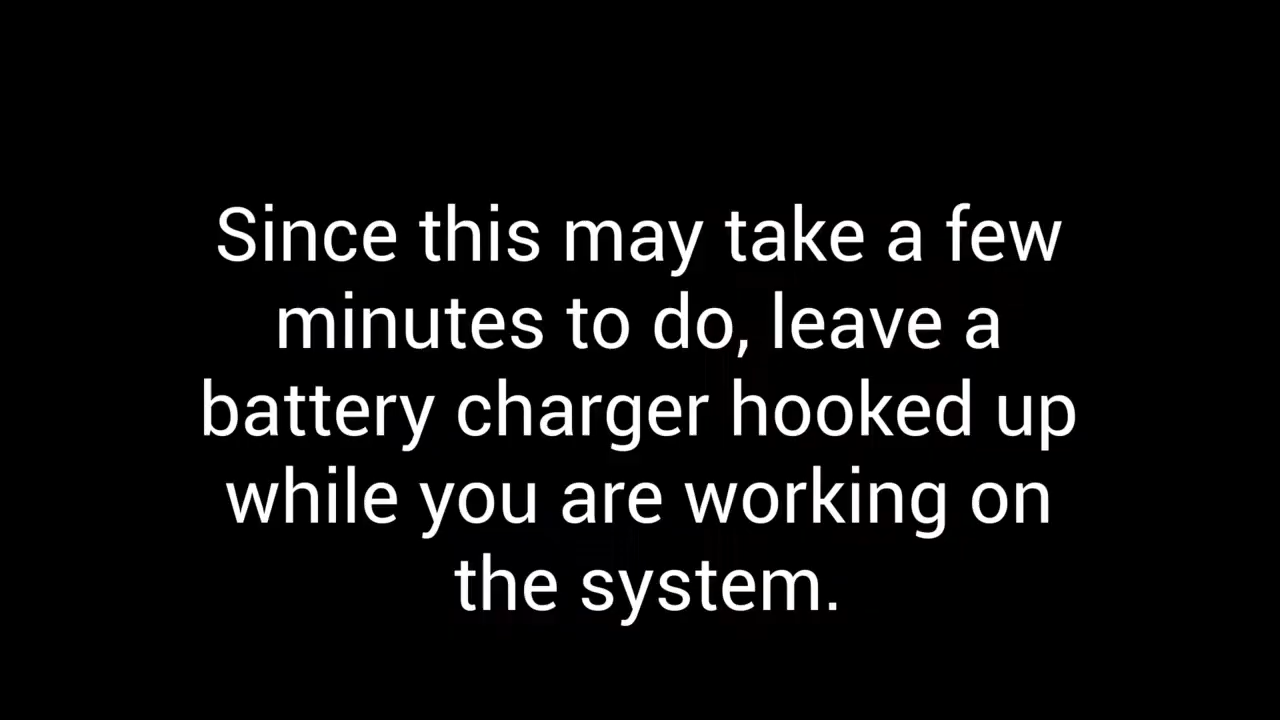 Since this may take a few
minutes to do, leave a
battery charger hooked up
while you are working on
the system.